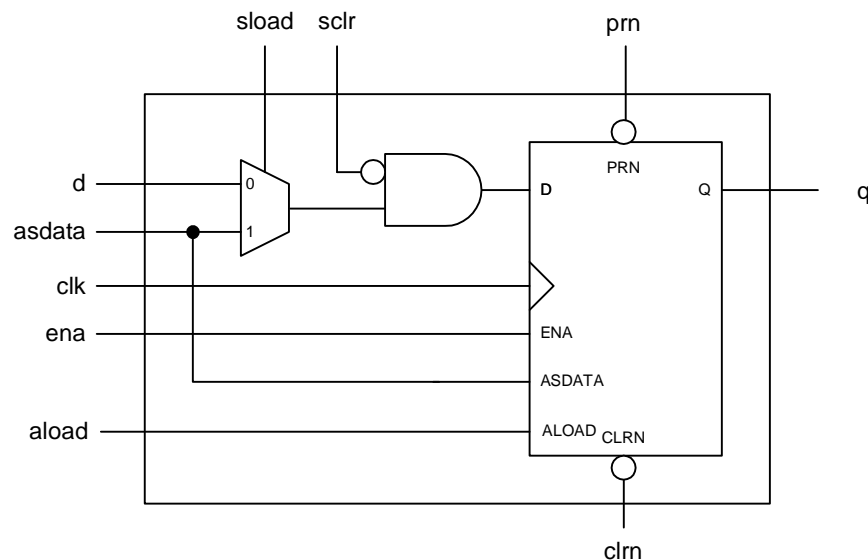 sload
sclr
prn
d
0
D
PRN
Q
q
asdata
1
clk
ena
ENA
ASDATA
aload
ALOAD
CLRN
clrn